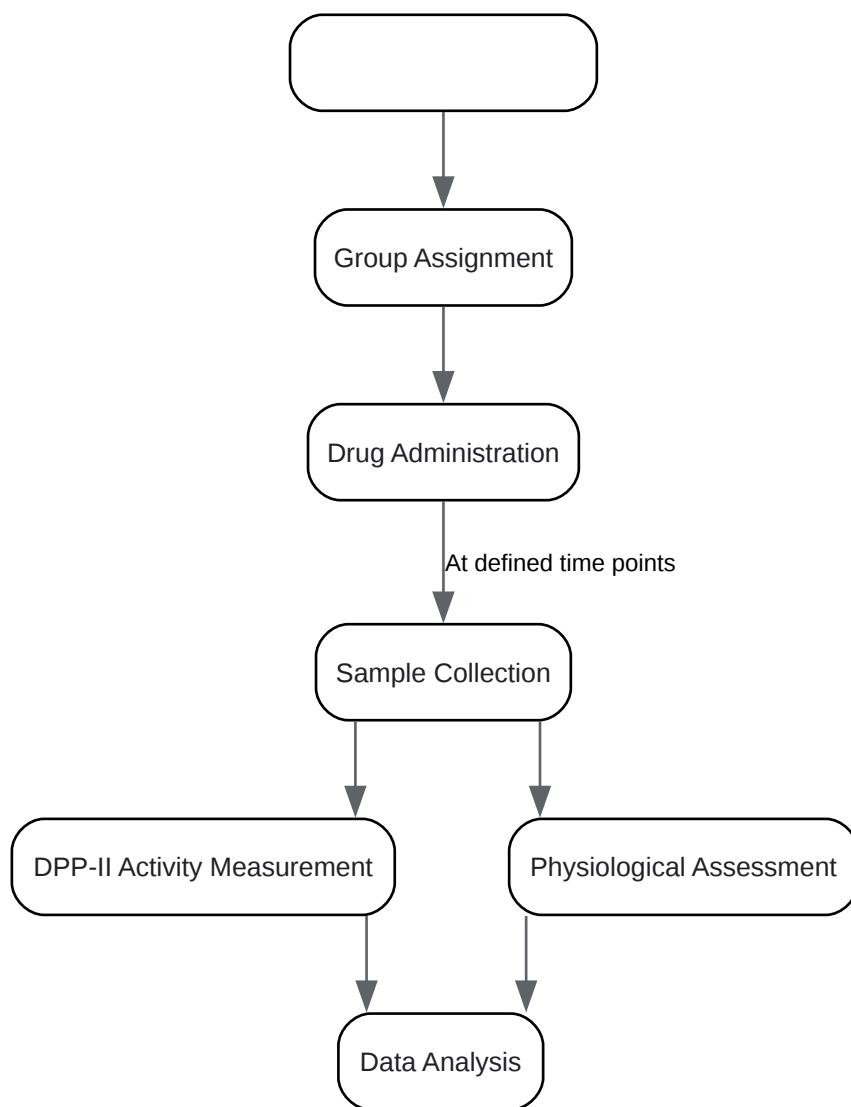 Group Assignment
Drug Administration
At defined time points
Sample Collection
DPP-II Activity Measurement
Physiological Assessment
Data Analysis